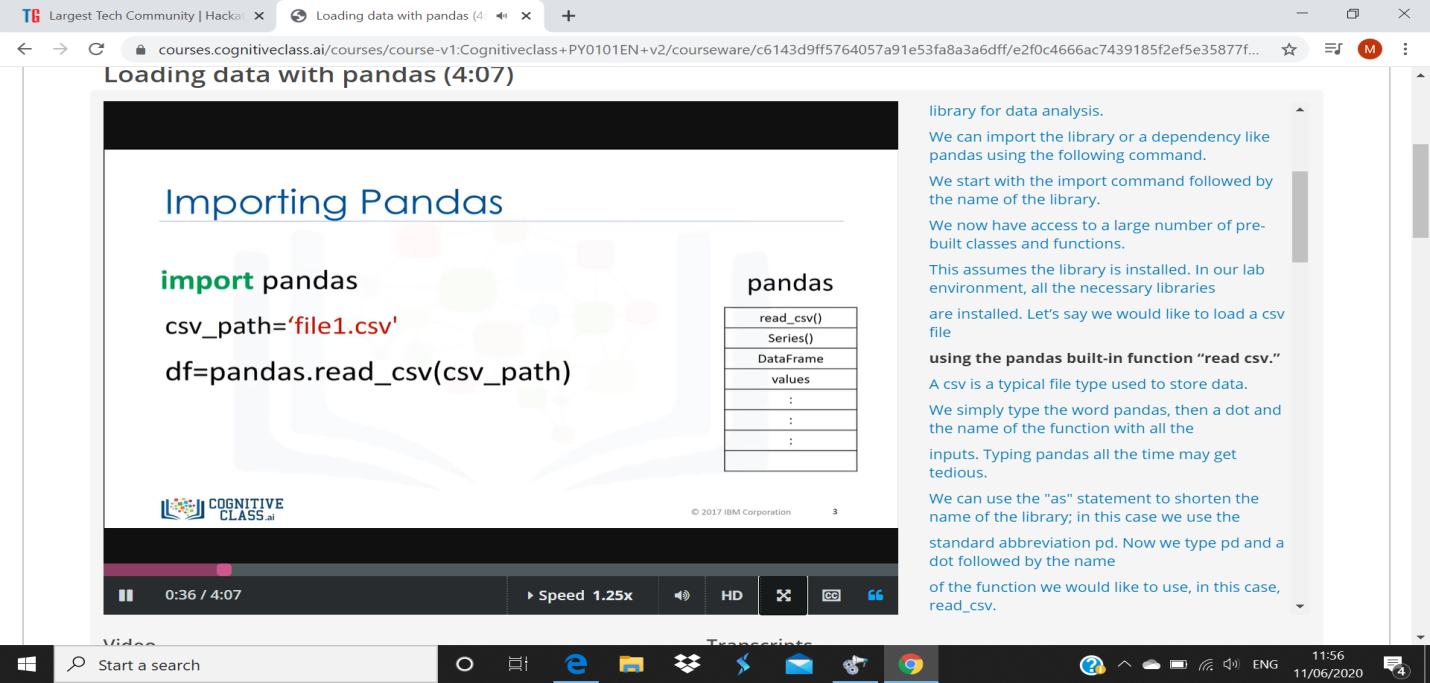 Largest Tech Community | Hackat
Loading data with pandas (4:
courses.cognitiveclass.ai/courses/course-v1:Cognitiveclass+PY0101EN+v2/courseware/c6143d9ff5764057a91e53fa8a3a6dff/e2f0c4666ac7439185f2ef5e35877f...
M
Loading data with pandas (4:07)
Importing Pandas
import pandas
csv_path=‘file1.csv'
df=pandas.read_csv(csv_path)
pandas
read_csv()
Series()
DataFrame
values
:
:
:
COGNITIVE
CLASS.ai
© 2017 IBM Corporation
3
0:36 / 4:07
Speed 1.25x
HD
CC
library for data analysis.
We can import the library or a dependency like
pandas using the following command.
We start with the import command followed by
the name of the library.
We now have access to a large number of pre-
built classes and functions.
This assumes the library is installed. In our lab
environment, all the necessary libraries
are installed. Let’s say we would like to load a csv
file
using the pandas built-in function “read csv.”
A csv is a typical file type used to store data.
We simply type the word pandas, then a dot and
the name of the function with all the
inputs. Typing pandas all the time may get
tedious.
We can use the "as" statement to shorten the
name of the library; in this case we use the
standard abbreviation pd. Now we type pd and a
dot followed by the name
of the function we would like to use, in this case,
read_csv.
Video
Transcripts
Start a search
ENG
11:56
11/06/2020
4